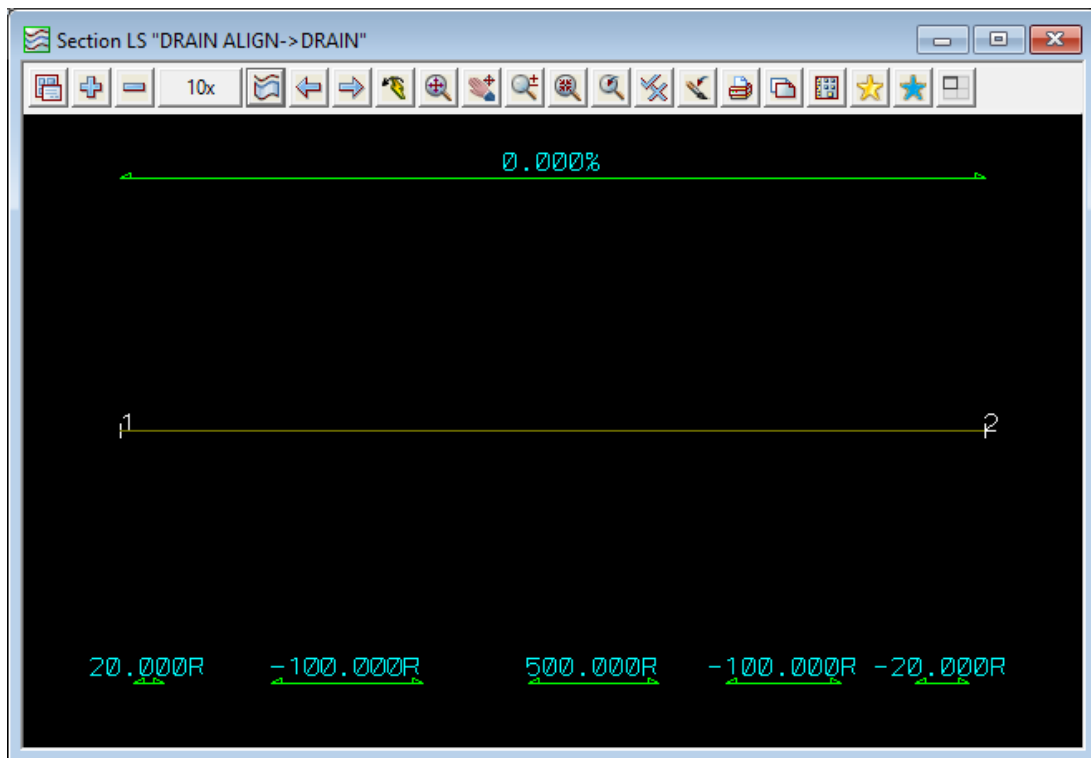 Section LS "DRAIN ALIGN->DRAIN"
10x
0.000%
1 2
20.000R -100.000R 500.000R -100.000R -20.000R